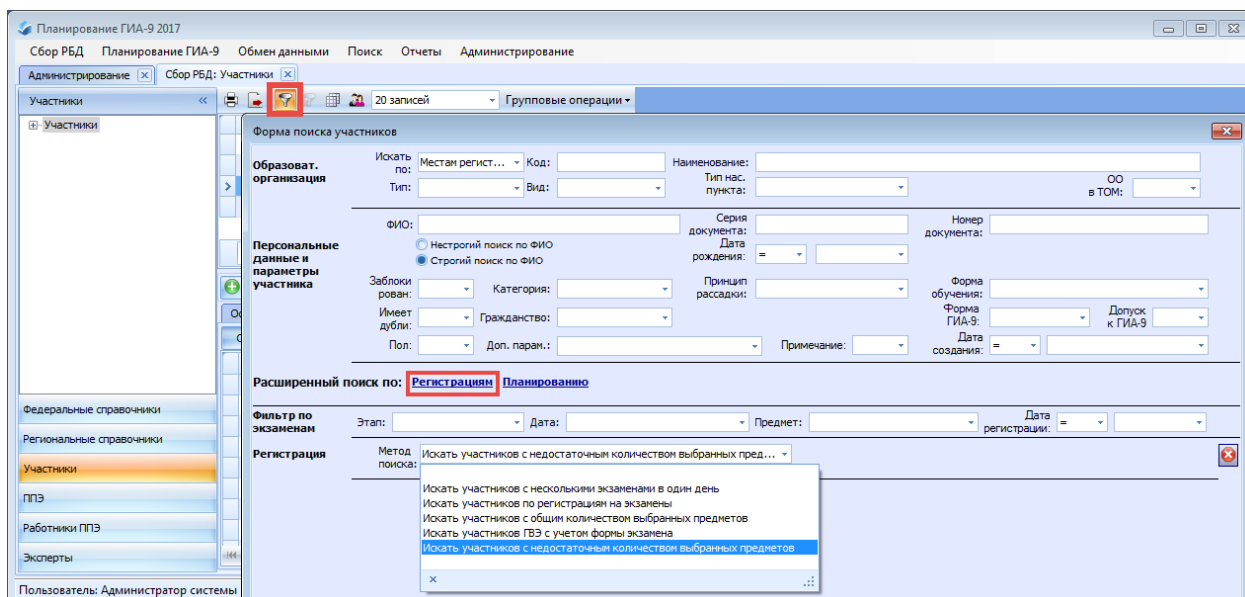 Планирование ГИА-9 2017
Сбор РБД Планирование ГИА-9 Обмен данными Поиск Отчеты Администрирование
Администрирование Сбор РБД: Участники
Участники « 20 записей Групповые операции
Участники
Форма поиска участников
Образоват. организация
Искать по: Местам регист... Код: Наименование:
Тип: Вид: Тип нас. пункта: ОО в ТОМ:
Персональные данные и параметры участника
ФИО: Серия документа: Номер документа:
Нестрогий поиск по ФИО
Строгий поиск по ФИО
Дата рождения: =
Заблоки рован: Категория: Принцип рассадки: Форма обучения:
Имеет дубли: Гражданство: Форма ГИА-9: Допуск к ГИА-9
Пол: Доп. парам.: Примечание: Дата создания: =
Расширенный поиск по: Регистрациям Планированию
Фильтр по экзаменам
Этап: Дата: Предмет: Дата регистрации: =
Регистрация
Метод поиска: Искать участников с недостаточным количеством выбранных пред...
Искать участников с несколькими экзаменами в один день
Искать участников по регистрациям на экзамены
Искать участников с общим количеством выбранных предметов
Искать участников ГВЭ с учетом формы экзамена
Искать участников с недостаточным количеством выбранных предметов
Федеральные справочники
Региональные справочники
Участники
ППЭ
Работники ППЭ
Эксперты
Пользователь: Администратор системы